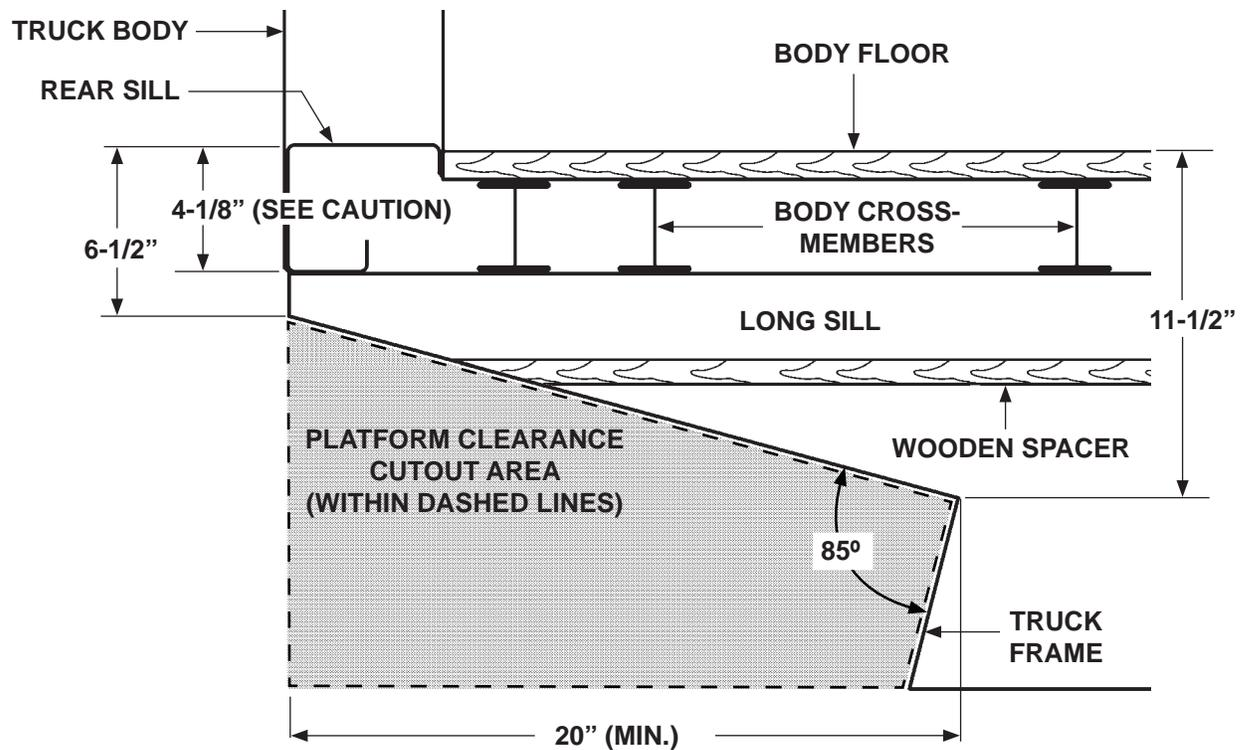 TRUCK BODY
BODY FLOOR
REAR SILL
4-1/8” (SEE CAUTION)
6-1/2”
BODY CROSS-
MEMBERS
LONG SILL
11-1/2”
PLATFORM CLEARANCE
CUTOUT AREA
(WITHIN DASHED LINES)
WOODEN SPACER
85º
TRUCK
FRAME
20” (MIN.)